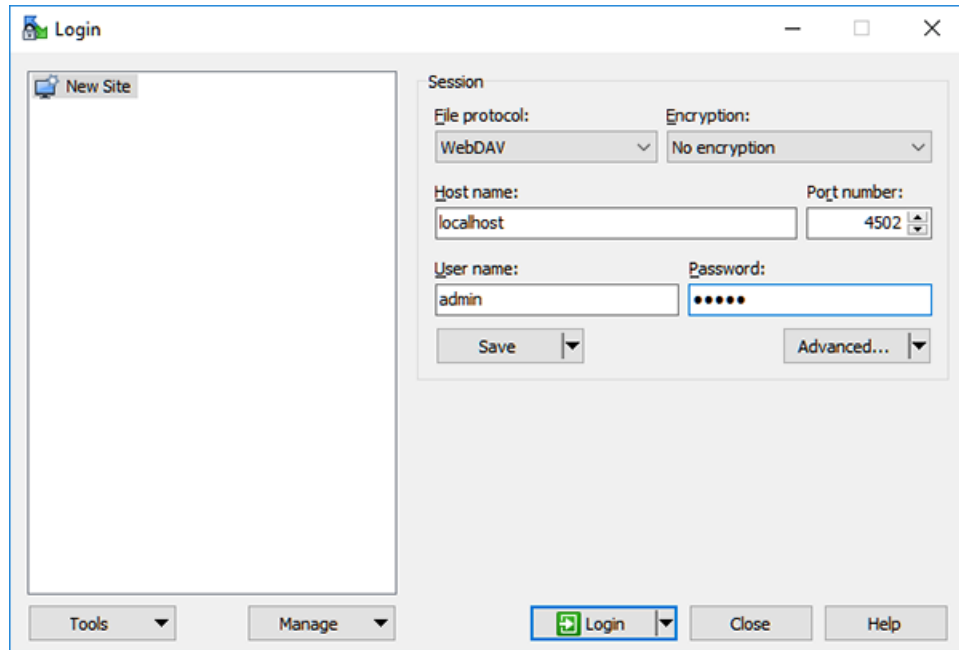 Login
New Site
Session
File protocol: Encryption:
WebDAV No encryption
Host name: Port number:
localhost 4502
User name: Password:
admin •••••
Save Advanced...
Tools Manage Login Close Help